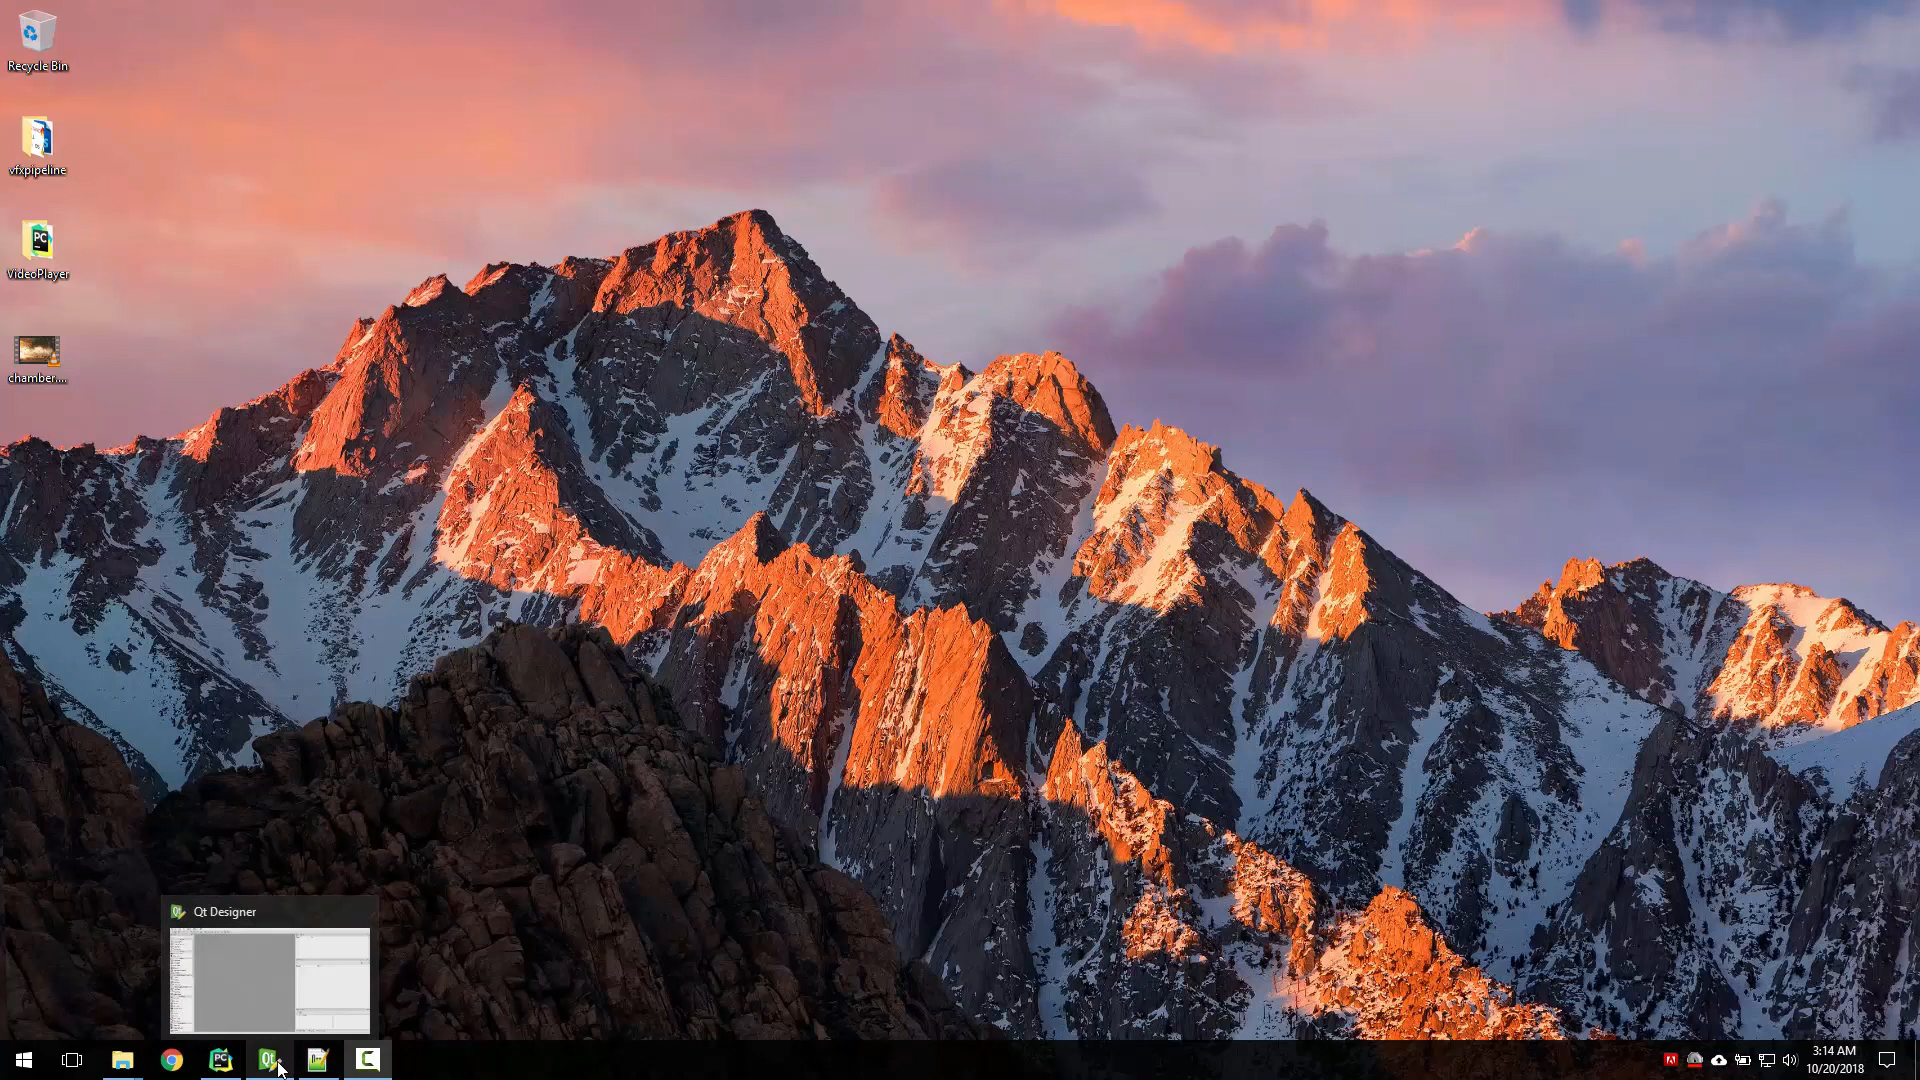 Recycle Bin
vfxpipeline
VideoPlayer
chamber....
Qt Designer
3:14 AM
10/20/2018